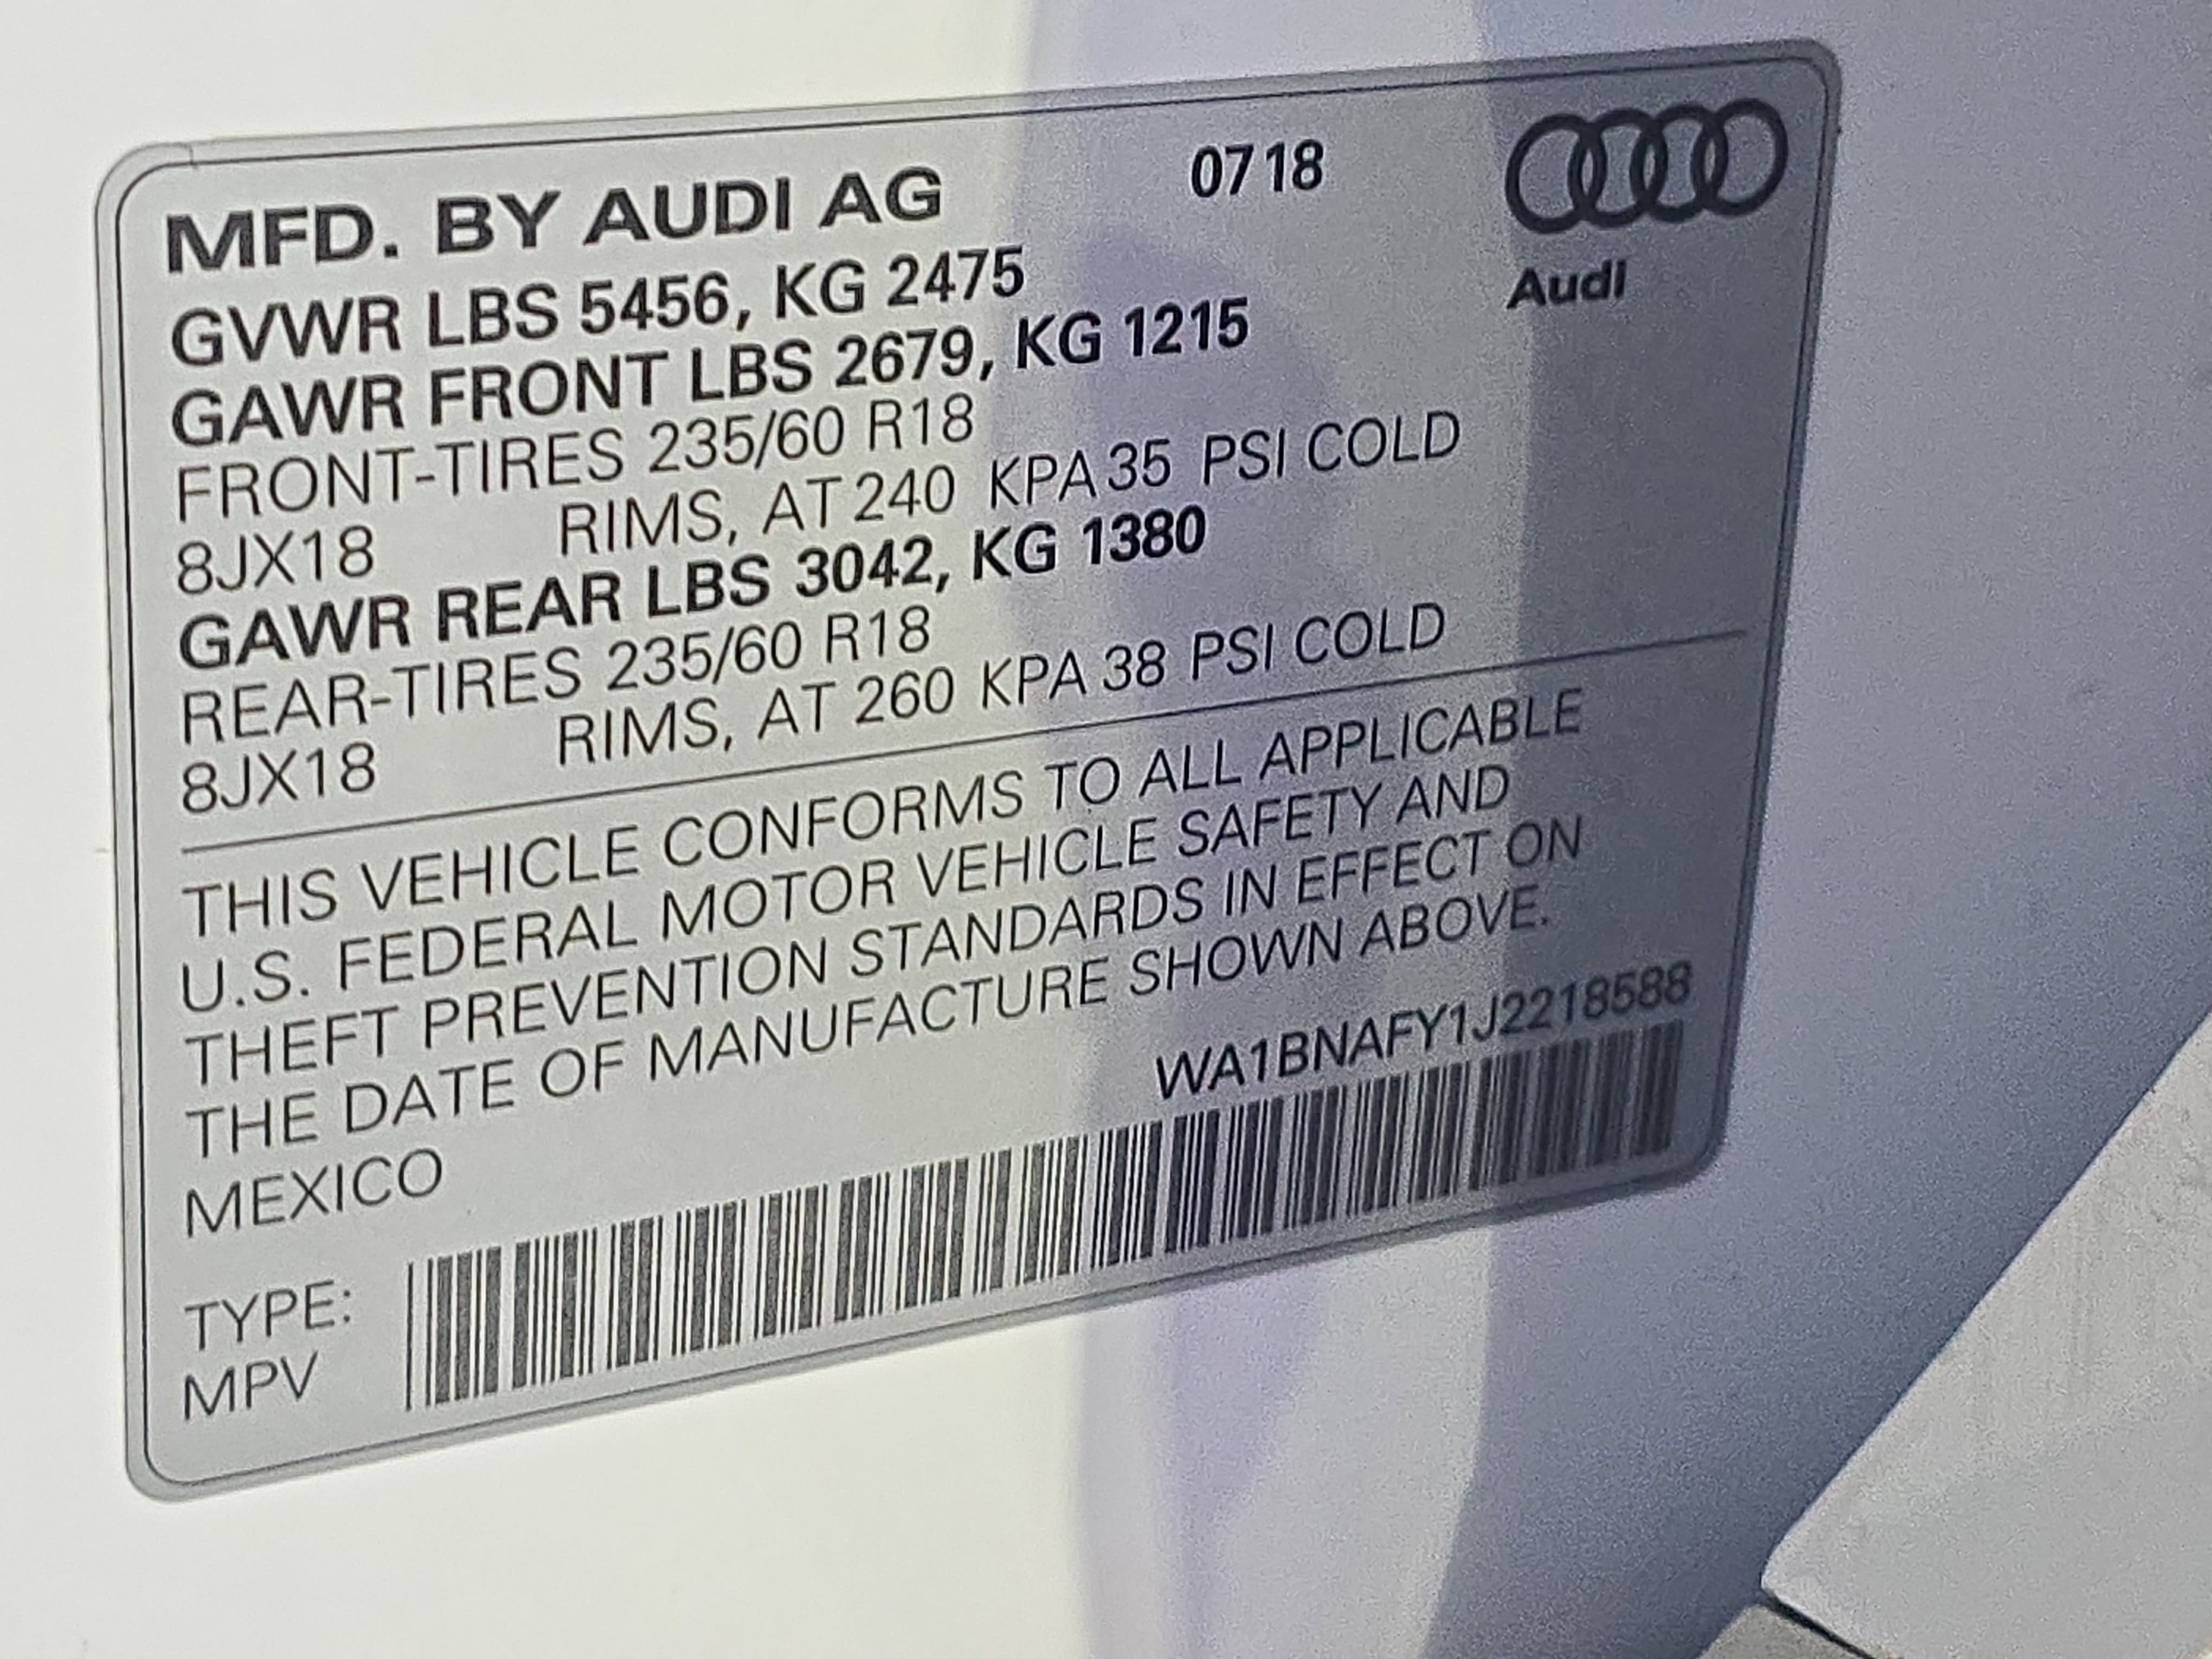 MFD. BY AUDI AG 0718
Audi
GVWR LBS 5456, KG 2475
GAWR FRONT LBS 2679, KG 1215
FRONT-TIRES 235/60 R18
8JX18 RIMS, AT 240 KPA 35 PSI COLD
GAWR REAR LBS 3042, KG 1380
REAR-TIRES 235/60 R18
8JX18 RIMS, AT 260 KPA 38 PSI COLD
THIS VEHICLE CONFORMS TO ALL APPLICABLE
U.S. FEDERAL MOTOR VEHICLE SAFETY AND
THEFT PREVENTION STANDARDS IN EFFECT ON
THE DATE OF MANUFACTURE SHOWN ABOVE.
MEXICO WA1BNAFY1J2218588
TYPE:
MPV